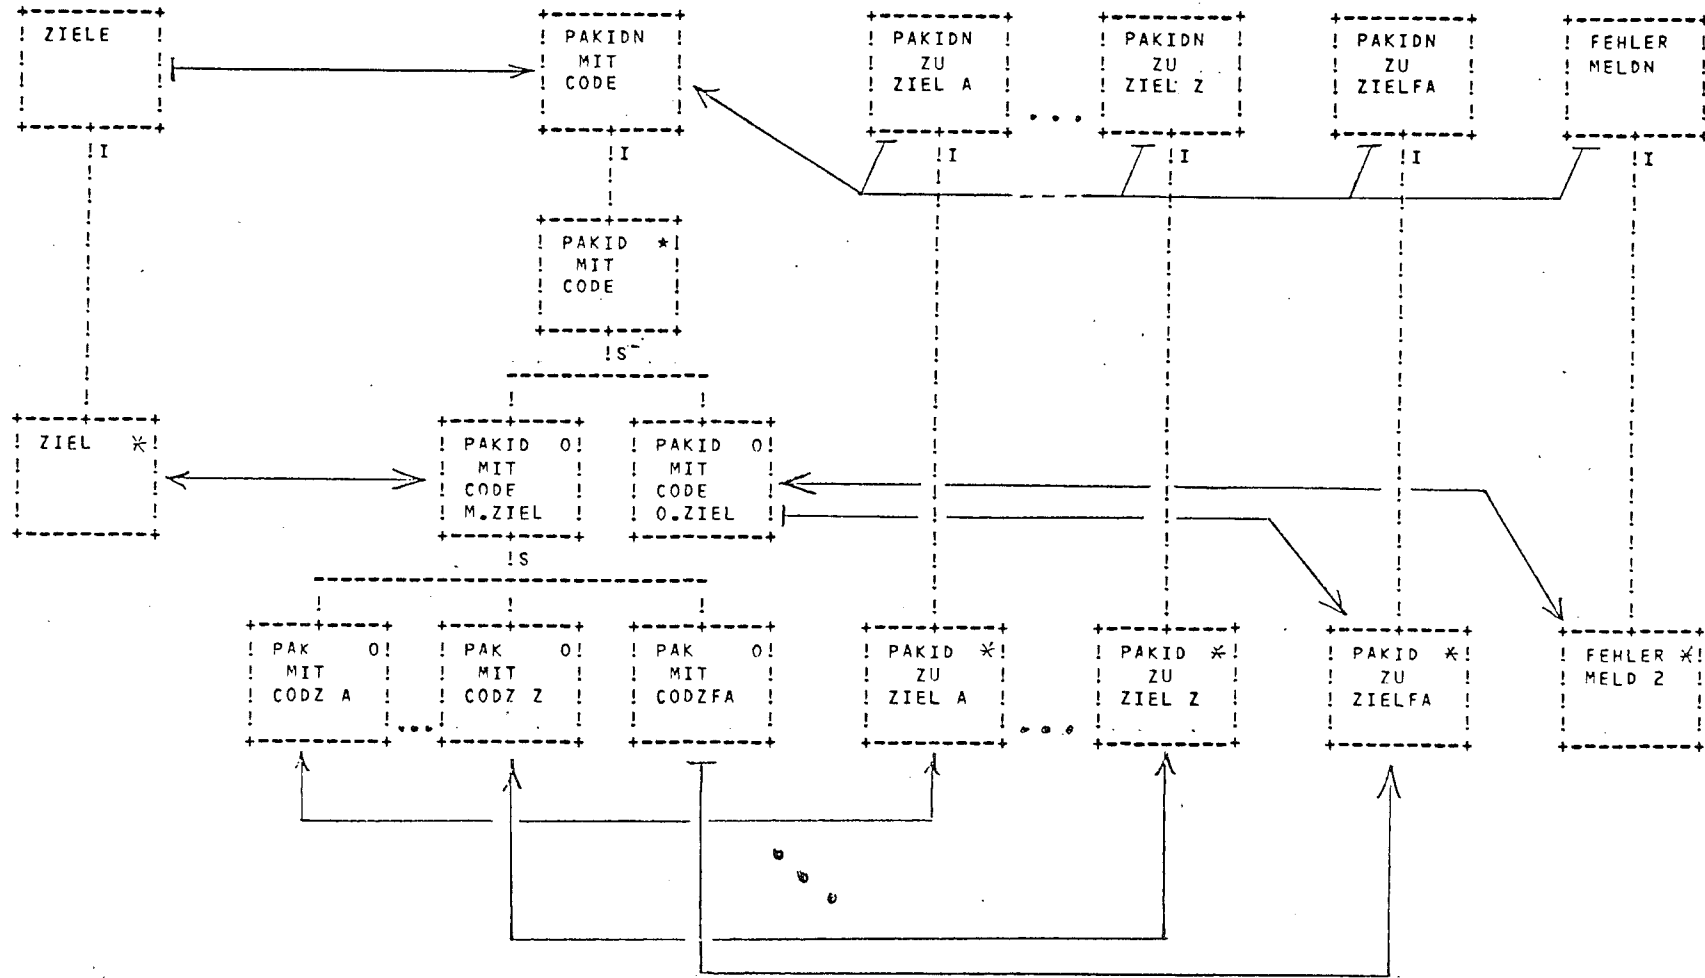 ZIELE
PAKIDN
MIT
CODE
PAKIDN
ZU
ZIEL A
...
PAKIDN
ZU
ZIEL Z
PAKIDN
ZU
ZIELFA
FEHLER
MELDN
I
I
I
I
I
I
PAKID *
MIT
CODE
S
ZIEL *
PAKID O
MIT
CODE
M.ZIEL
PAKID O
MIT
CODE
O.ZIEL
S
PAK O
MIT
CODZ A
...
PAK O
MIT
CODZ Z
PAK O
MIT
CODZFA
PAKID *
ZU
ZIEL A
...
PAKID *
ZU
ZIEL Z
PAKID *
ZU
ZIELFA
FEHLER *
MELD 2